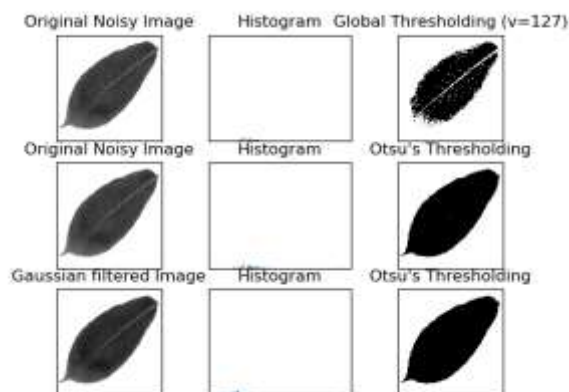 Original Noisy Image Histogram Global Thresholding (v=127)
Original Noisy Image Histogram Otsu's Thresholding
Gaussian filtered Image Histogram Otsu's Thresholding